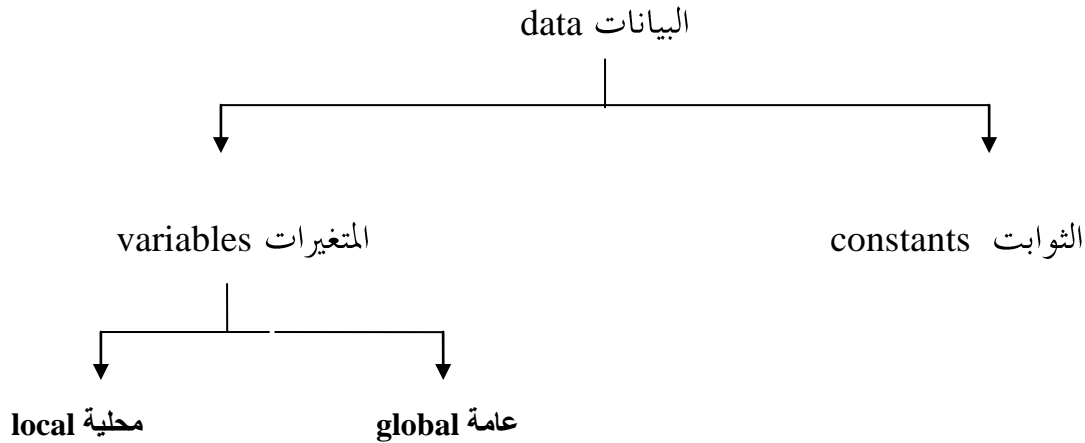 البيانات data
الثوابت constants
المتغيرات variables
عامة global
محلية local